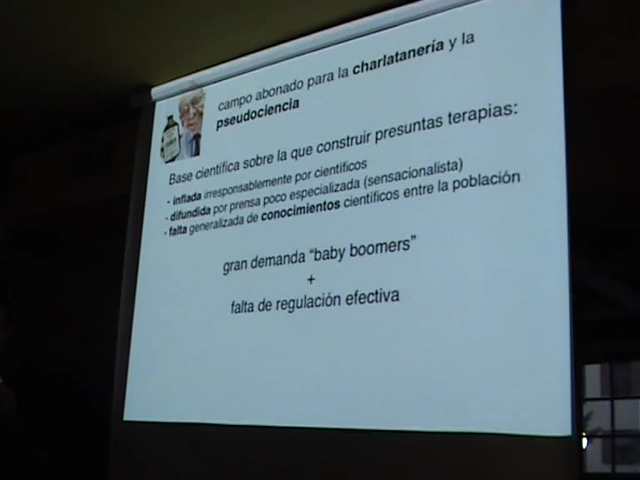 campo abonado para la charlatanería y la
pseudociencia
Base científica sobre la que construir presuntas terapias:
- inflada irresponsablemente por científicos
- difundida por prensa poco especializada (sensacionalista)
- falta generalizada de conocimientos científicos entre la población
gran demanda “baby boomers”
+
falta de regulación efectiva